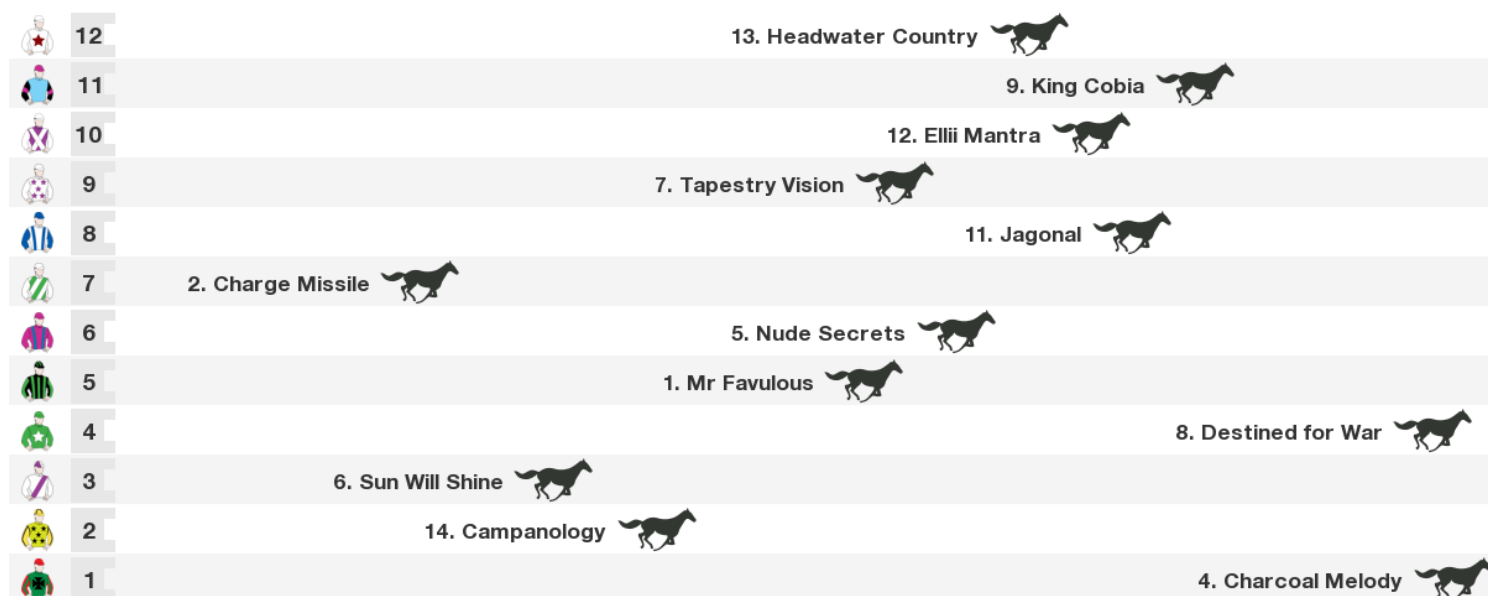 12 13. Headwater Country
11 9. King Cobia
10 12. Ellii Mantra
9 7. Tapestry Vision
8 11. Jagonal
7 2. Charge Missile
6 5. Nude Secrets
5 1. Mr Favulous
4 8. Destined for War
3 6. Sun Will Shine
2 14. Campanology
1 4. Charcoal Melody